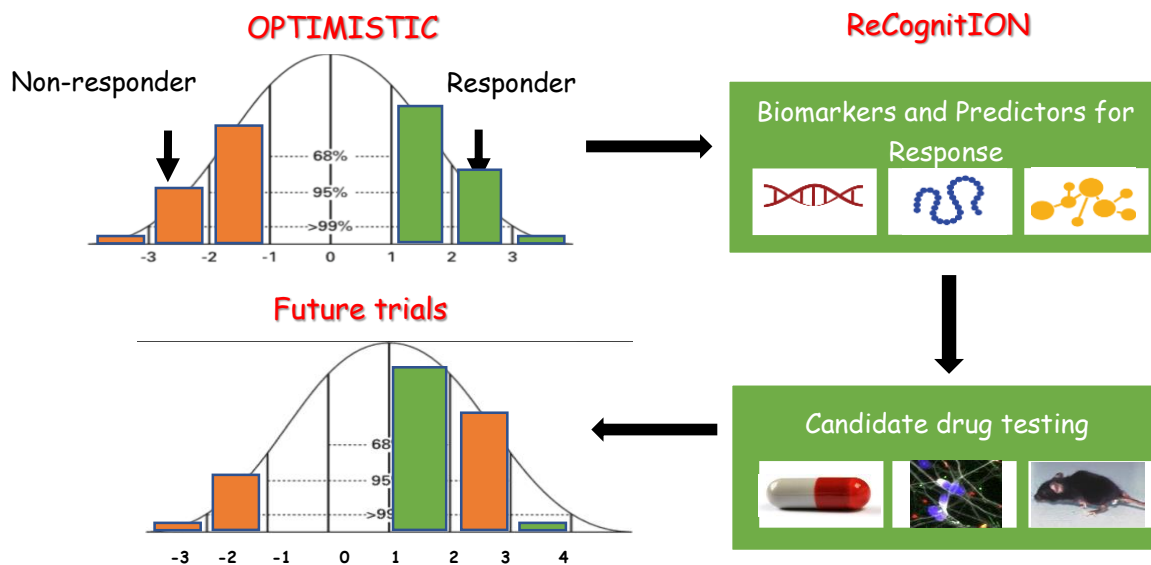 OPTIMISTIC
ReCognitION
Non-responder
Responder
Biomarkers and Predictors for
Response
68%
95%
>99%
-3 -2 -1 0 1 2 3
Future trials
Candidate drug testing
68
95
>99
-3 -2 -1 0 1 2 3 4